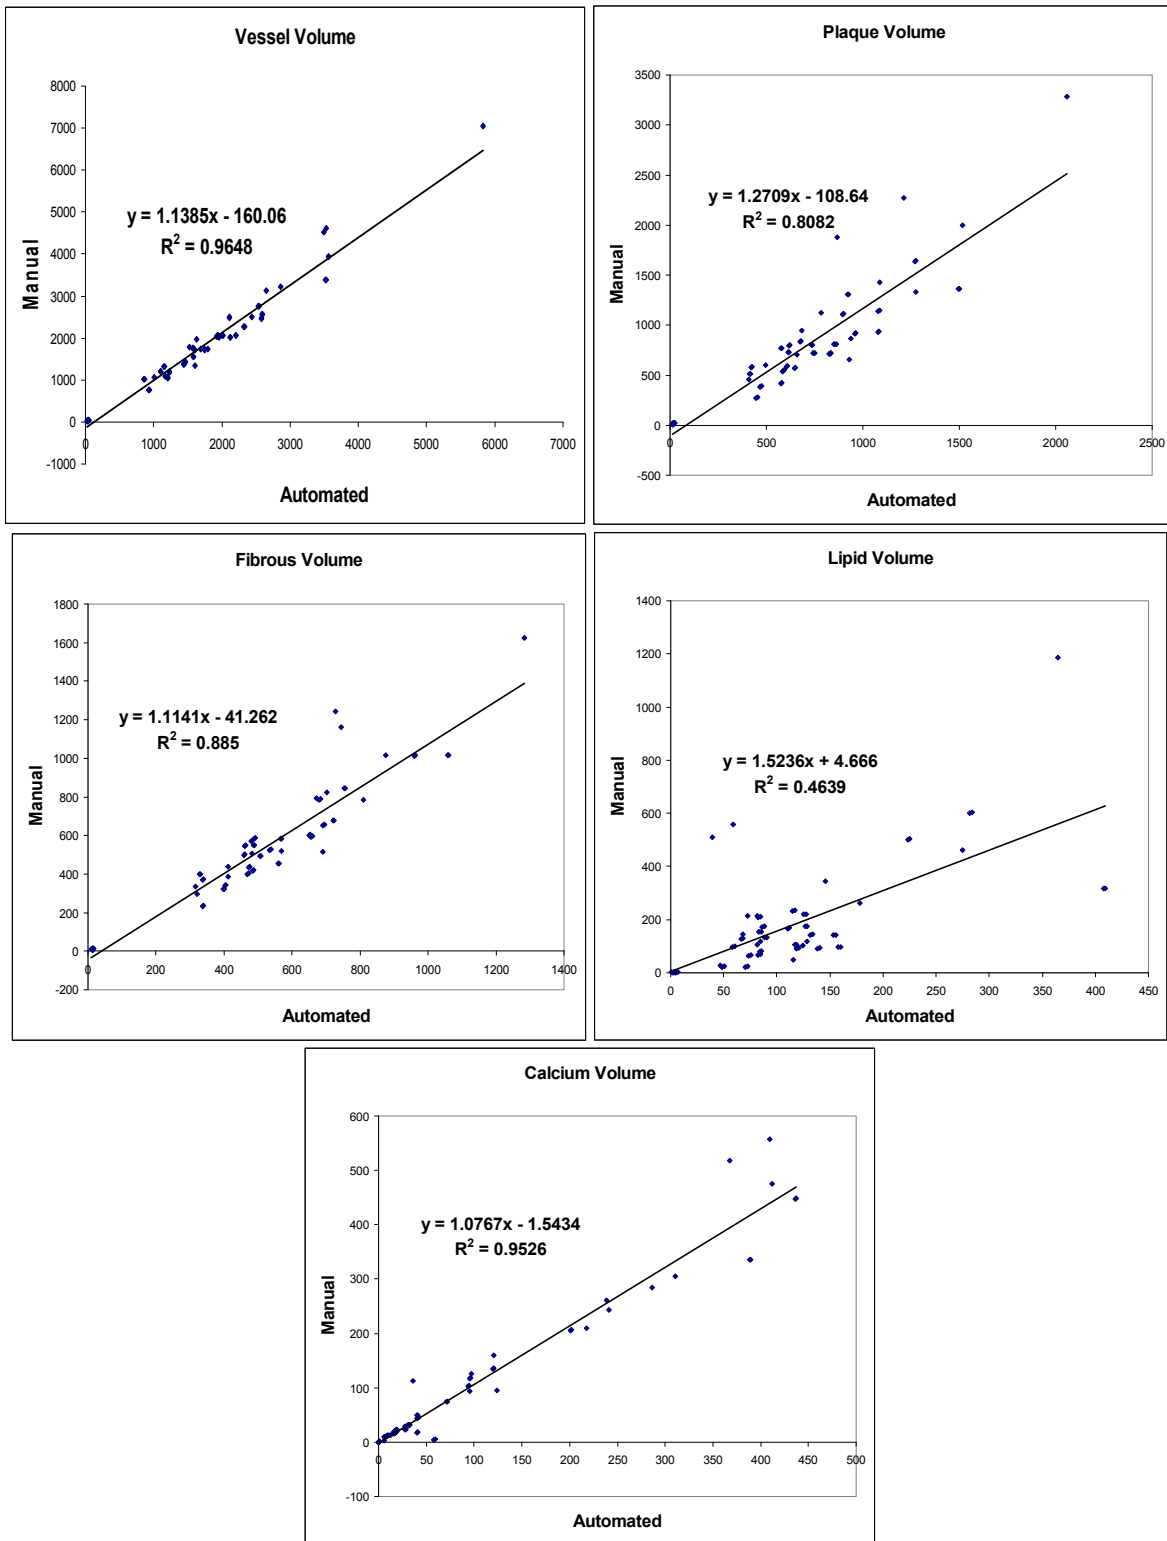 Vessel Volume
8000
7000
6000
5000
4000
3000
2000
1000
0
-1000
0 1000 2000 3000 4000 5000 6000 7000
y = 1.1385x - 160.06
R² = 0.9648
Manual
Automated
Plaque Volume
3500
3000
2500
2000
1500
1000
500
0
-500
0 500 1000 1500 2000 2500
y = 1.2709x - 108.64
R² = 0.8082
Manual
Automated
Fibrous Volume
1800
1600
1400
1200
1000
800
600
400
200
0
-200
0 200 400 600 800 1000 1200 1400
y = 1.1141x - 41.262
R² = 0.885
Manual
Automated
Lipid Volume
1400
1200
1000
800
600
400
200
0
0 50 100 150 200 250 300 350 400 450
y = 1.5236x + 4.666
R² = 0.4639
Manual
Automated
Calcium Volume
600
500
400
300
200
100
0
-100
0 50 100 150 200 250 300 350 400 450 500
y = 1.0767x - 1.5434
R² = 0.9526
Manual
Automated